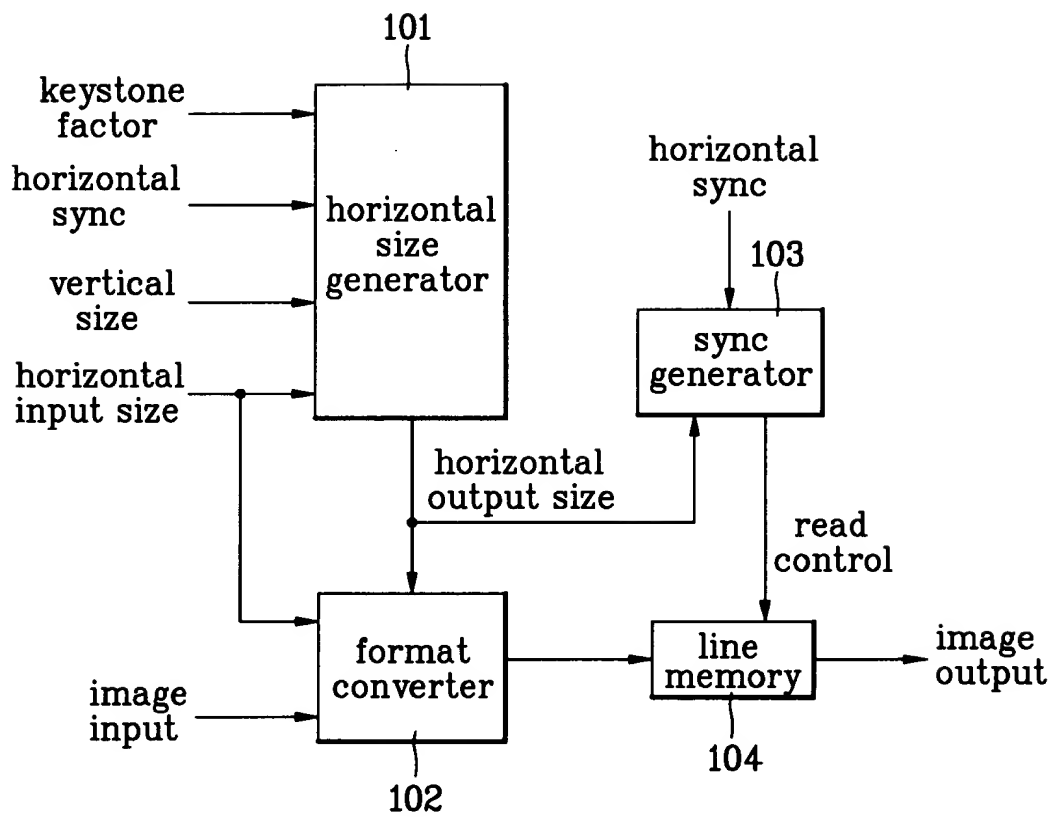 101
keystone
factor
horizontal
sync
vertical
size
horizontal
input size
horizontal
size
generator
horizontal
sync
103
sync
generator
horizontal
output size
read
control
image
input
format
converter
102
line
memory
104
image
output